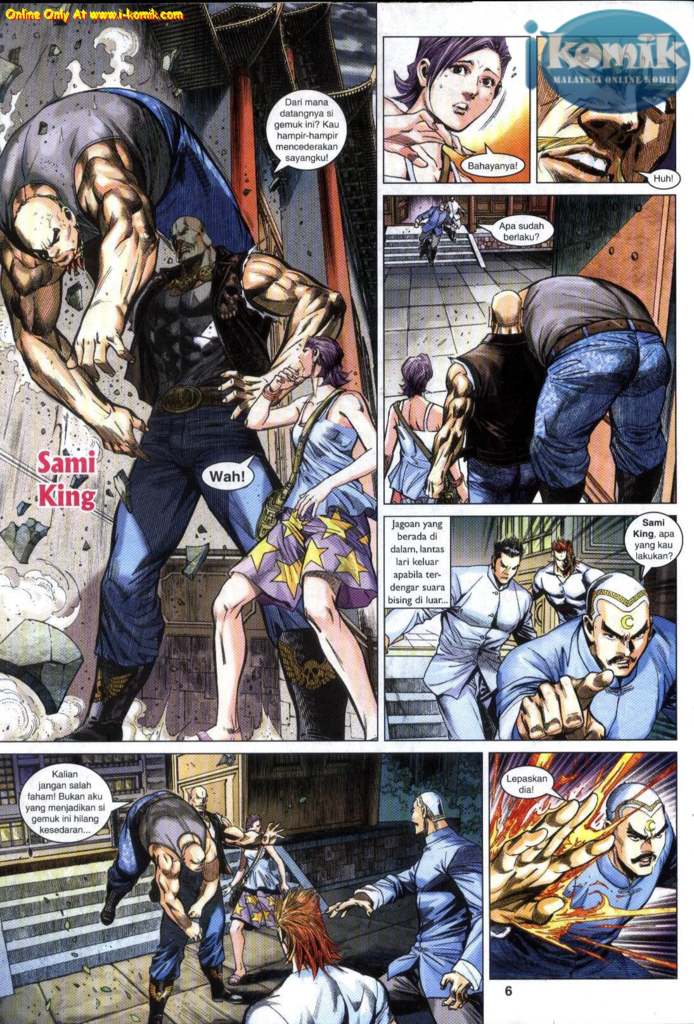 Online Only At www.i-komik.com
Dari mana
datangnya si
gemuk ini? Kau
hampir-hampir
mencederakan
sayangku!
Sami
King
Wah!
ikomik
MALAYSIA ONLINE KOMIK
Bahayanya!
Huh!
Apa sudah
berlaku?
Jagoan yang
berada di
dalam, lantas
lari keluar
apabila ter-
dengar suara
bising di luar...
Sami
King, apa
yang kau
lakukan?
Kalian
jangan salah
faham! Bukan aku
yang menjadikan si
gemuk ini hilang
kesedaran...
Lepaskan
dia!
6